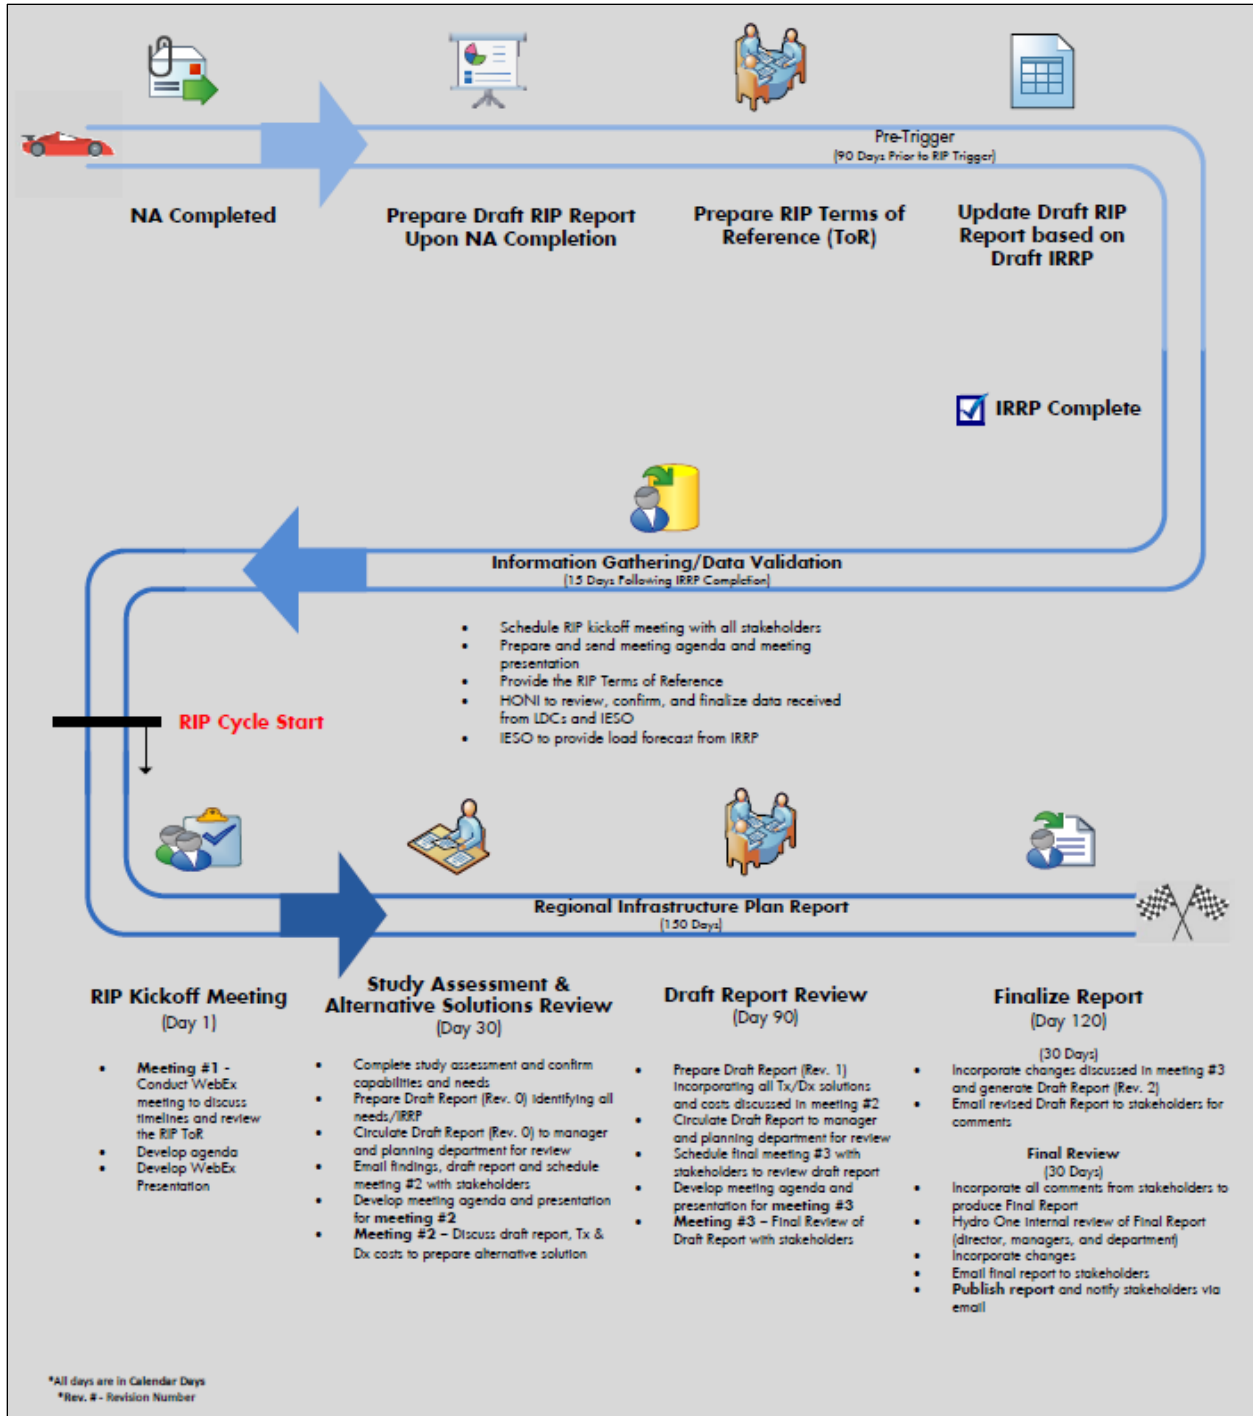 Pre-Trigger
(90 Days Prior to RIP Trigger)
NA Completed
Prepare Draft RIP Report
Upon NA Completion
Prepare RIP Terms of
Reference (ToR)
Update Draft RIP
Report based on
Draft IRRP
IRRP Complete
Information Gathering/Data Validation
(15 Days Following IRRP Completion)
• Schedule RIP kickoff meeting with all stakeholders
• Prepare and send meeting agenda and meeting
presentation
• Provide the RIP Terms of Reference
• HONI to review, confirm, and finalize data received
from LDCs and IESO
• IESO to provide load forecast from IRRP
RIP Cycle Start
Regional Infrastructure Plan Report
(150 Days)
RIP Kickoff Meeting
(Day 1)
• Meeting #1 -
Conduct WebEx
meeting to discuss
timelines and review
the RIP ToR
• Develop agenda
• Develop WebEx
Presentation
Study Assessment &
Alternative Solutions Review
(Day 30)
• Complete study assessment and confirm
capabilities and needs
• Prepare Draft Report (Rev. 0) identifying all
needs/IRRP
• Circulate Draft Report (Rev. 0) to manager
and planning department for review
• Email findings, draft report and schedule
meeting #2 with stakeholders
• Develop meeting agenda and presentation
for meeting #2
• Meeting #2 – Discuss draft report, Tx &
Dx costs to prepare alternative solution
Draft Report Review
(Day 90)
• Prepare Draft Report (Rev. 1)
incorporating all Tx/Dx solutions
and costs discussed in meeting #2
• Circulate Draft Report to manager
and planning department for review
• Schedule final meeting #3 with
stakeholders to review draft report
• Develop meeting agenda and
presentation for meeting #3
• Meeting #3 – Final Review of
Draft Report with stakeholders
Finalize Report
(Day 120)
(30 Days)
• Incorporate changes discussed in meeting #3
and generate Draft Report (Rev. 2)
• Email revised Draft Report to stakeholders for
comments
Final Review
(30 Days)
• Incorporate all comments from stakeholders to
produce Final Report
• Hydro One internal review of Final Report
(director, managers, and department)
• Incorporate changes
• Email final report to stakeholders
• Publish report and notify stakeholders via
email
*All days are in Calendar Days
*Rev. # - Revision Number